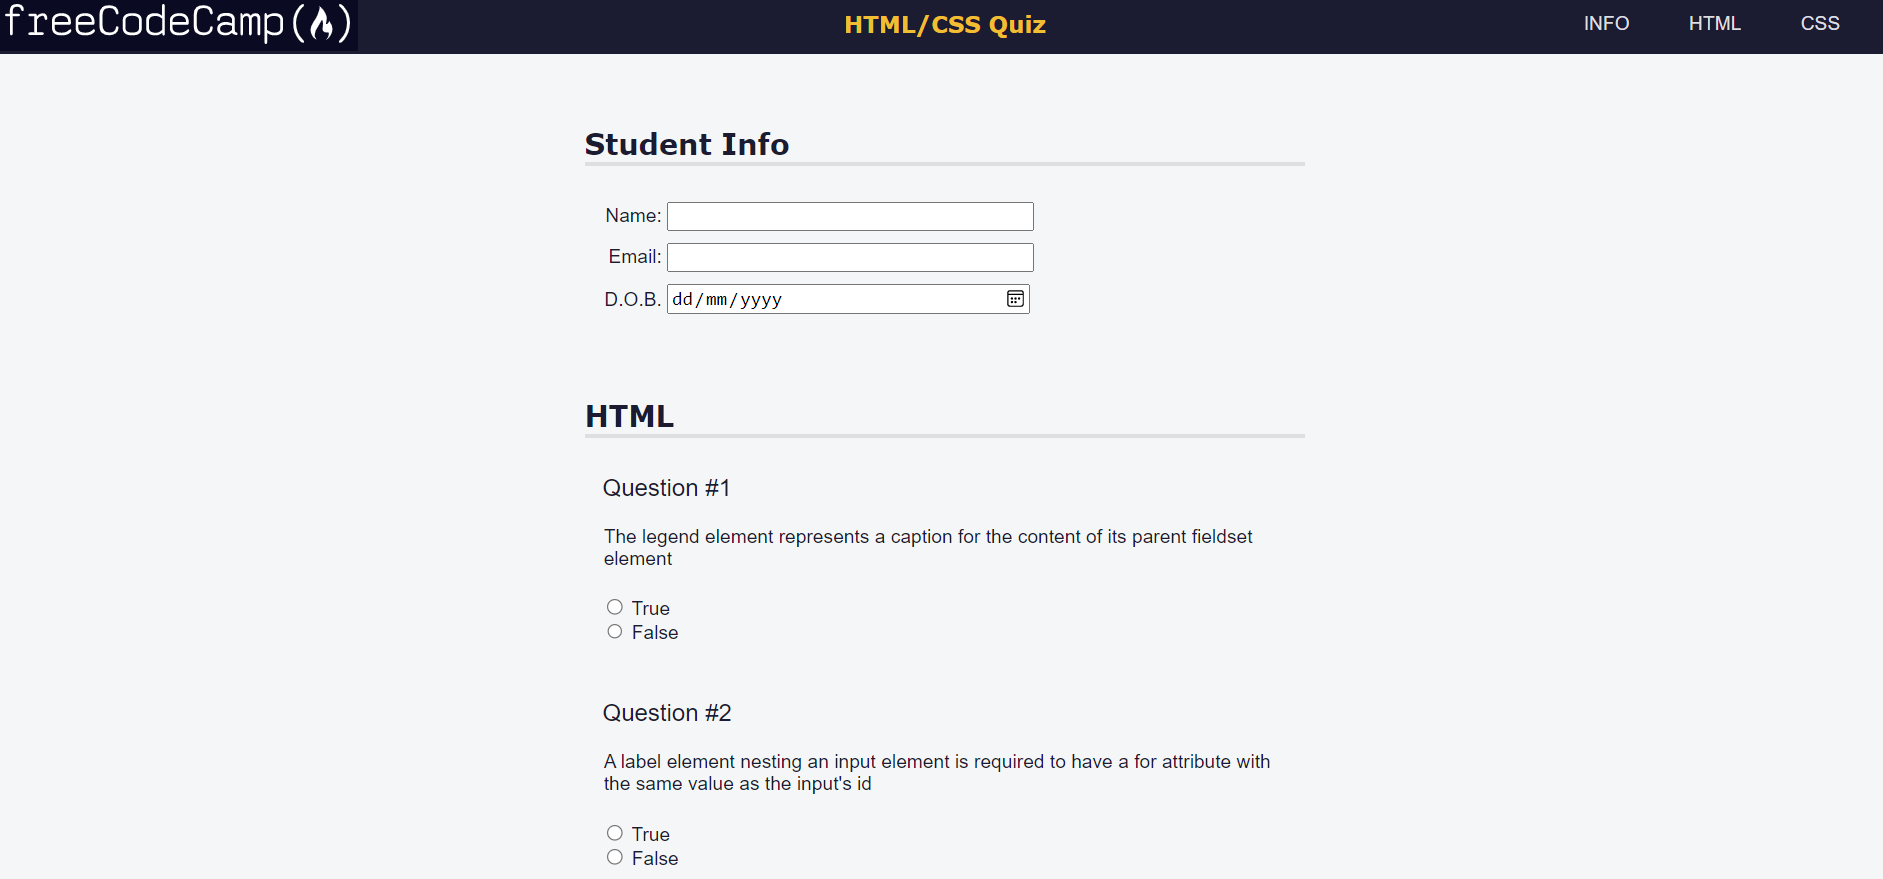 freeCodeCamp(🔥)
HTML/CSS Quiz
INFO
HTML
CSS
Student Info
Name:
Email:
D.O.B. dd/mm/yyyy
HTML
Question #1
The legend element represents a caption for the content of its parent fieldset
element
True
False
Question #2
A label element nesting an input element is required to have a for attribute with
the same value as the input's id
True
False